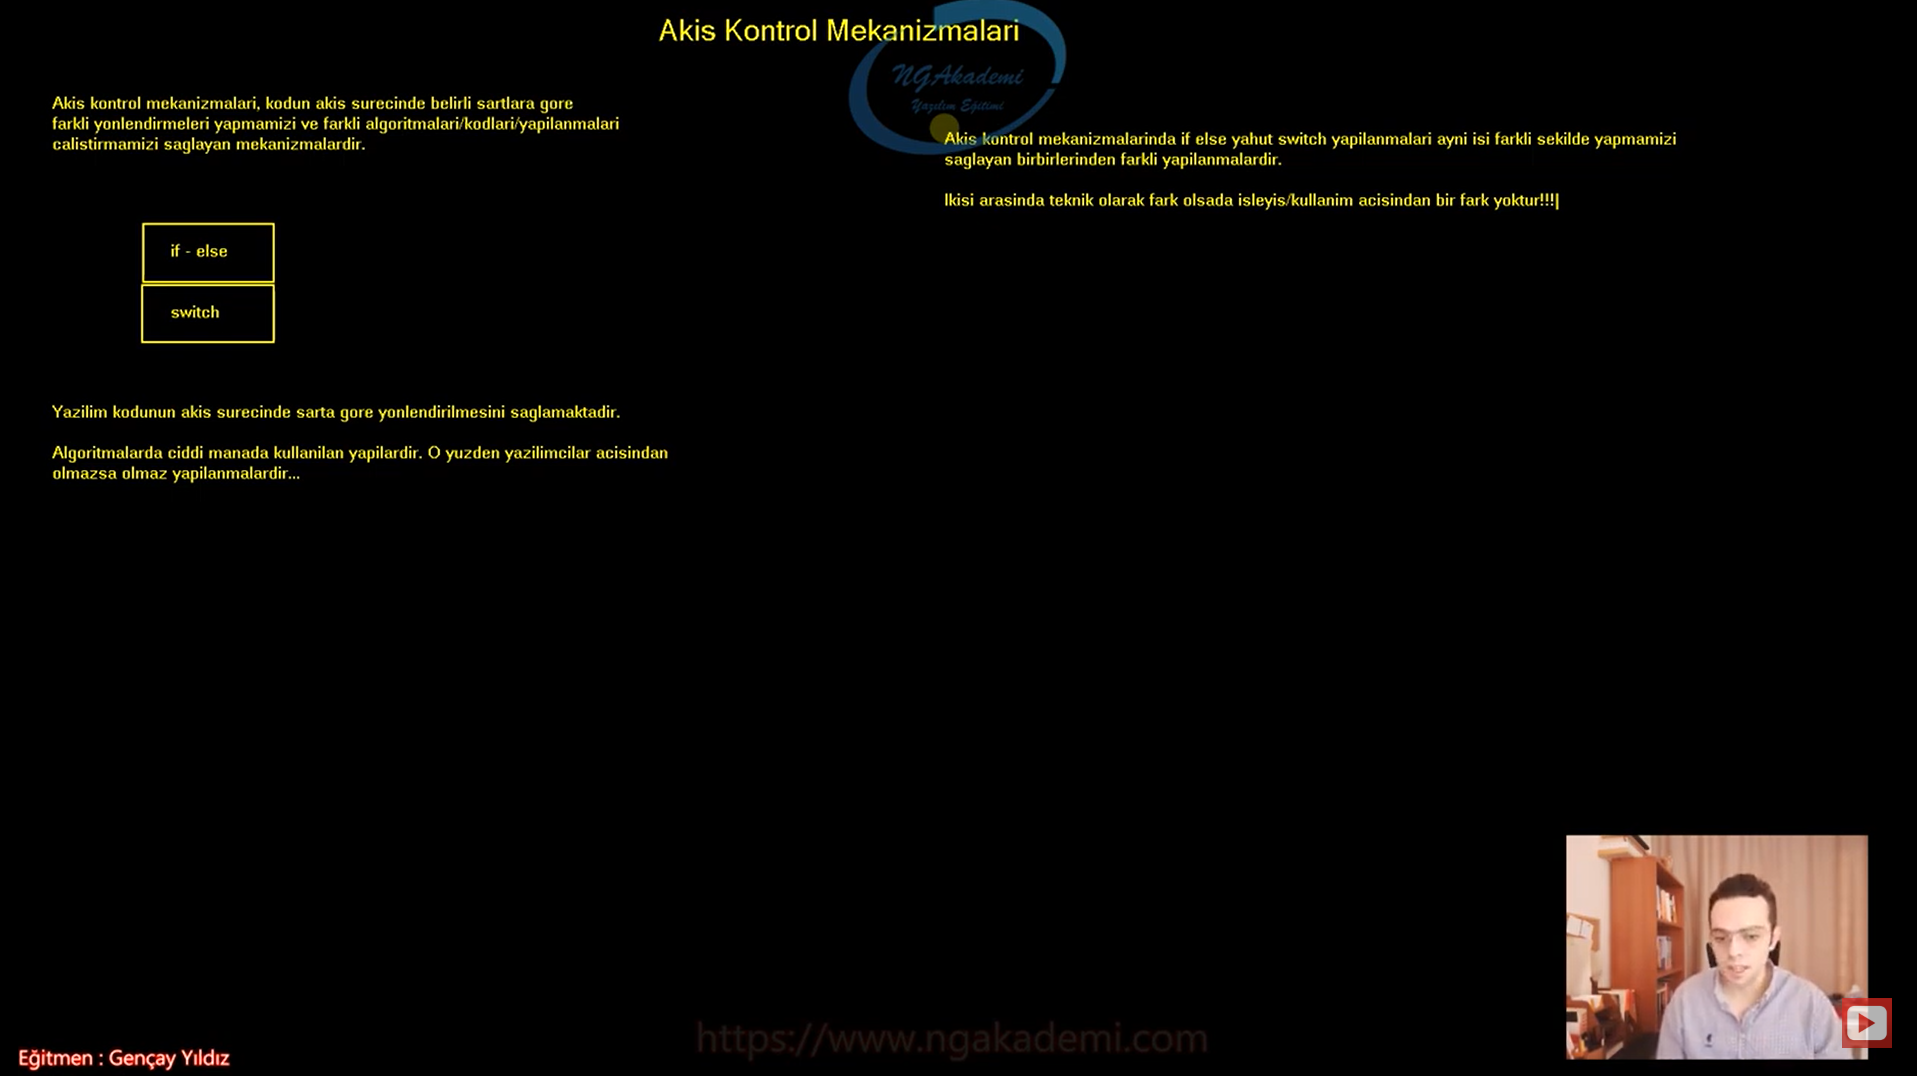 Akis Kontrol Mekanizmalari
NGAkademi
Yazılım Eğitimi
Akis kontrol mekanizmalari, kodun akis surecinde belirli sartlara gore
farkli yonlendirmeleri yapmamizi ve farkli algoritmalari/kodlari/yapilanmalari
calistirmamizi saglayan mekanizmalardir.
if - else
switch
Yazilim kodunun akis surecinde sarta gore yonlendirilmesini saglamaktadir.
Algoritmalarda ciddi manada kullanilan yapilardir. O yuzden yazilimcilar acisindan
olmazsa olmaz yapilanmalardir...
Akis kontrol mekanizmalarinda if else yahut switch yapilanmalari ayni isi farkli sekilde yapmamizi
saglayan birbirlerinden farkli yapilanmalardir.
Ikisi arasinda teknik olarak fark olsada isleyis/kullanim acisindan bir fark yoktur!!!
https://www.ngakademi.com
Eğitmen : Gençay Yıldız